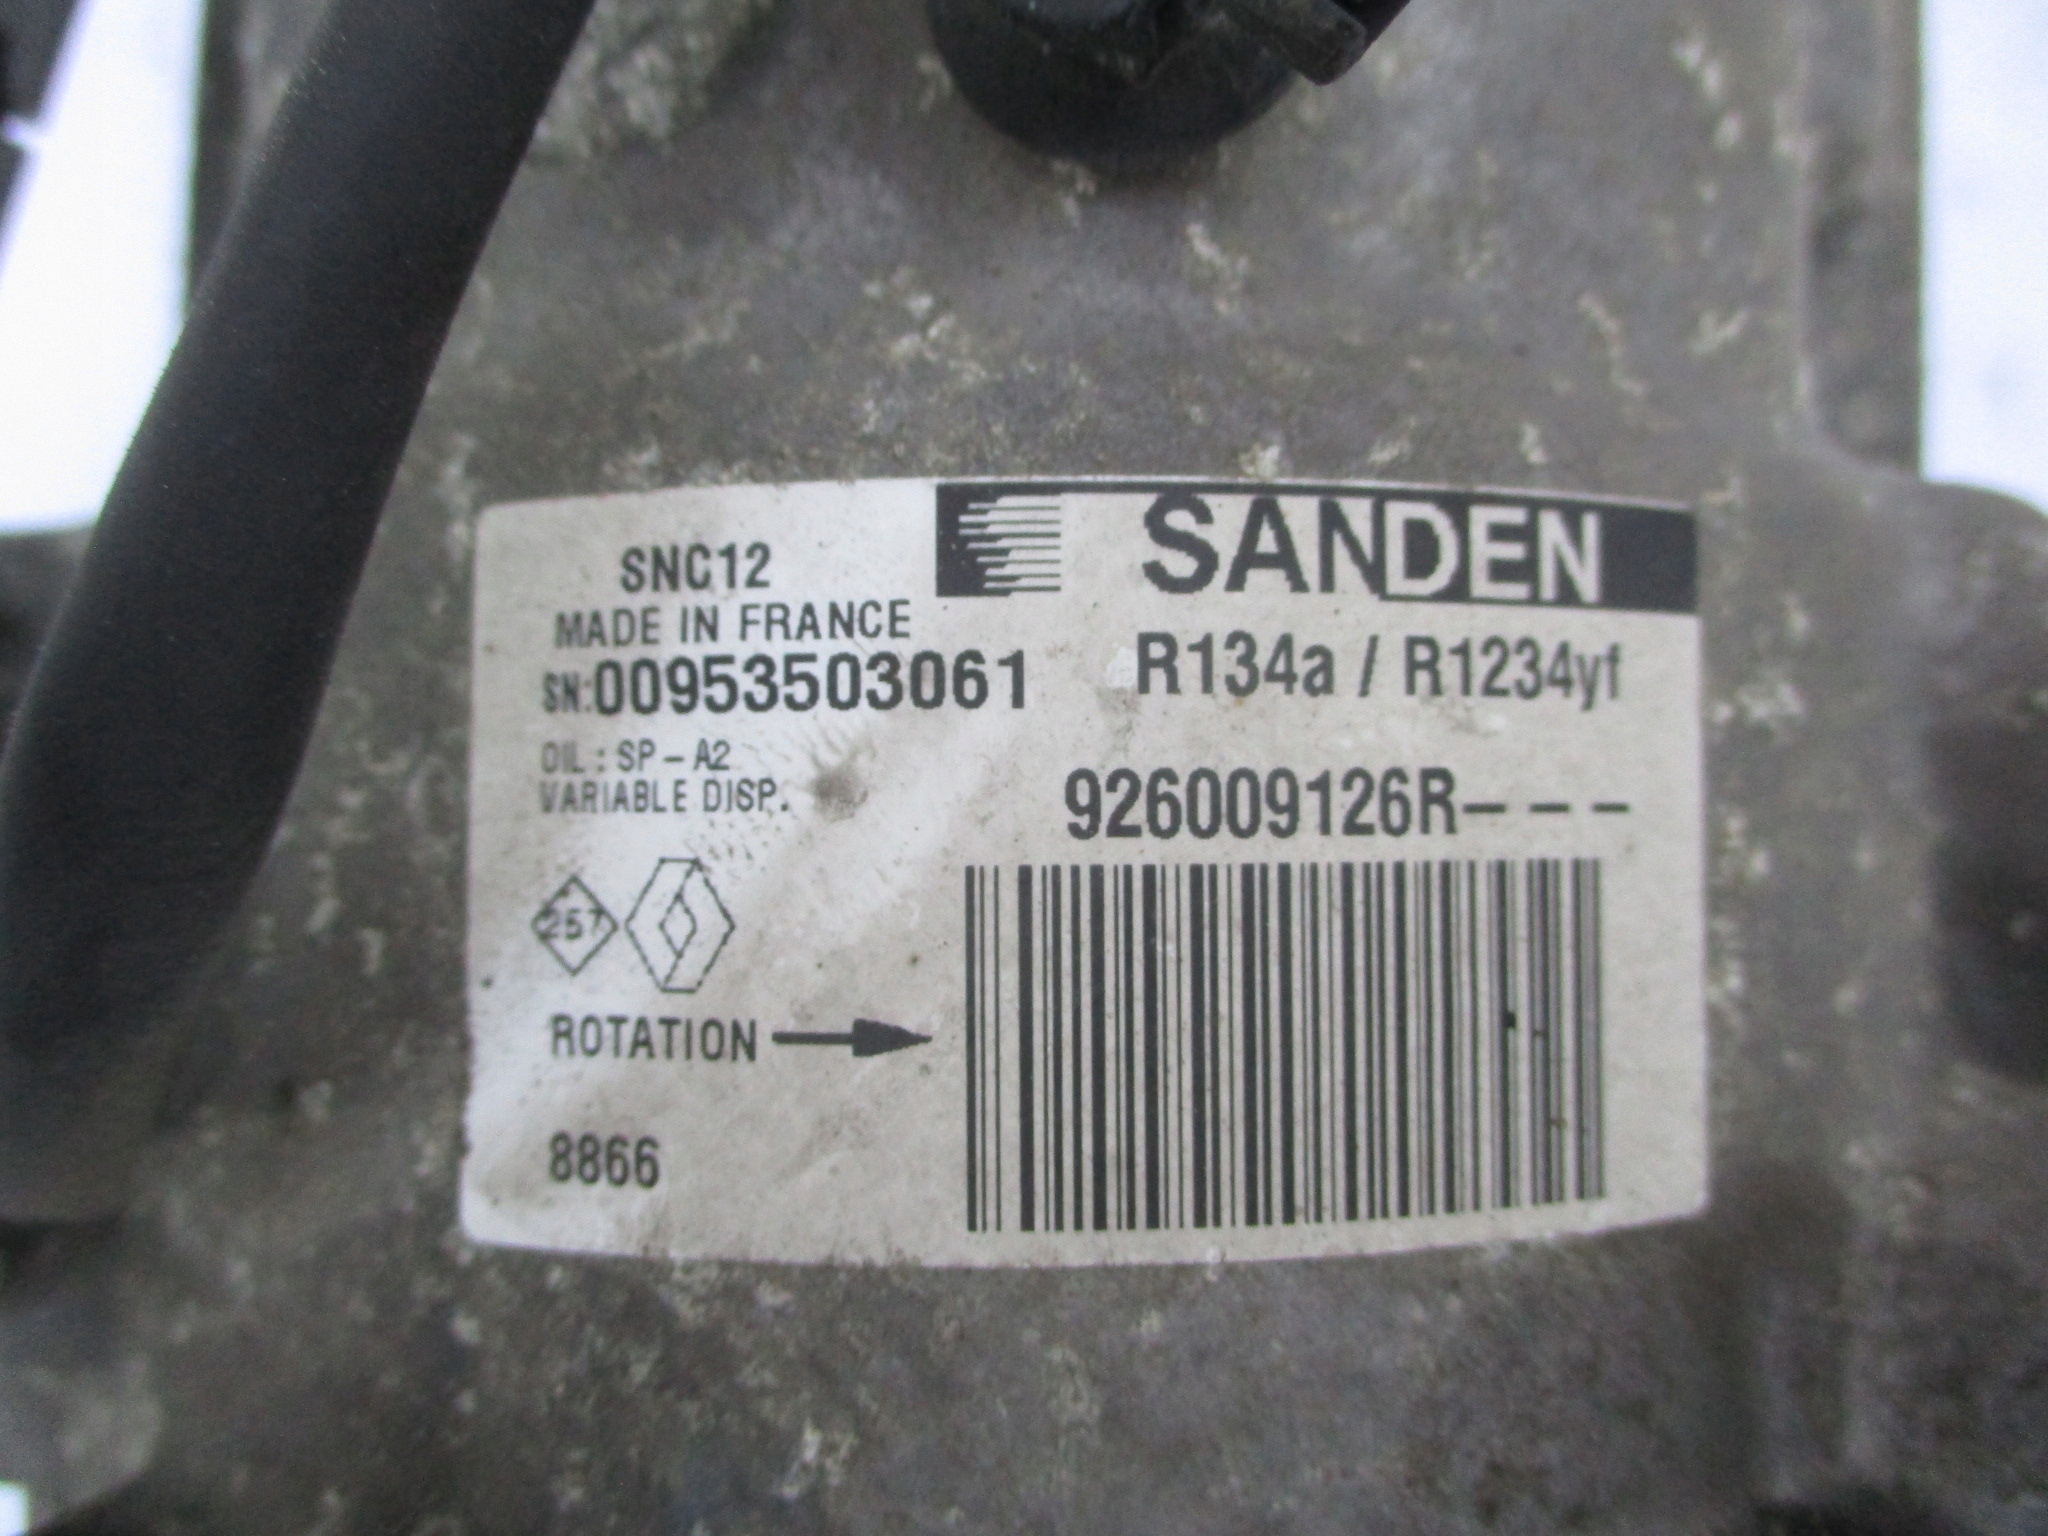 SNC12
SANDEN
MADE IN FRANCE
SN:00953503061
R134a / R1234yf
OIL : SP - A2
VARIABLE DISP.
926009126R- - -
257
ROTATION
8866